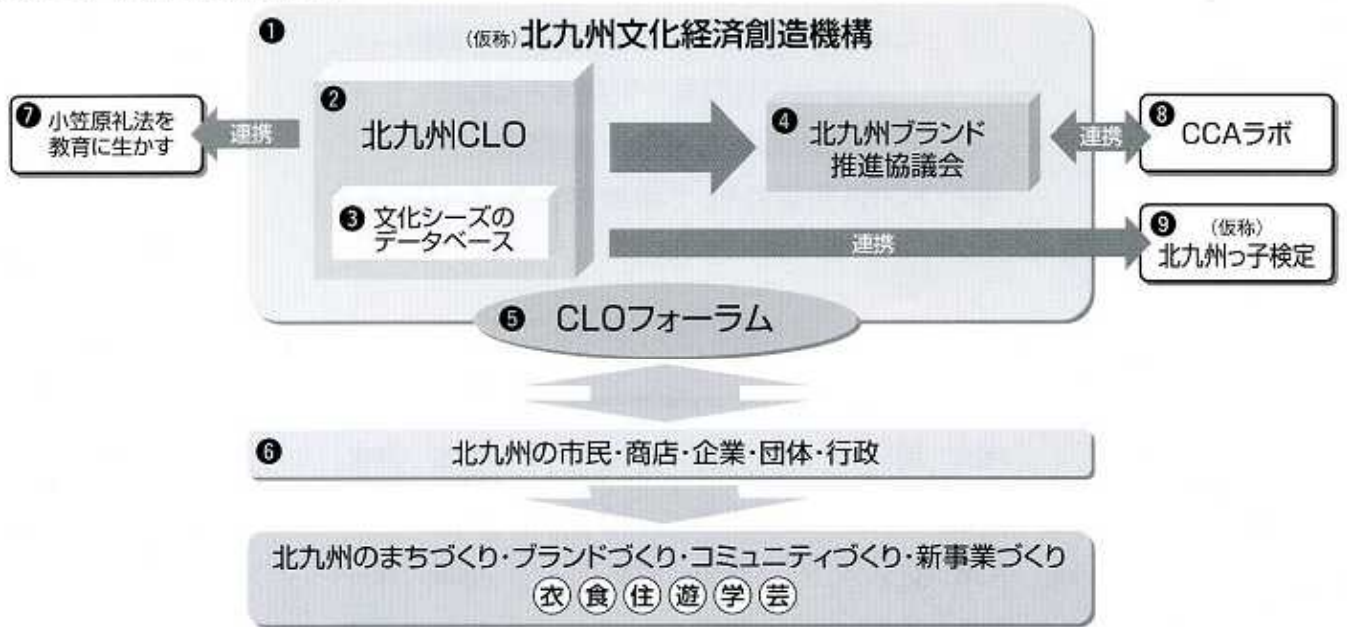 ❶ (仮称)北九州文化経済創造機構
❷ 北九州CLO
❸ 文化シーズの
データベース
❹ 北九州ブランド
推進協議会
❼ 小笠原礼法を
教育に生かす
連携
連携
❽ CCAラボ
連携
❾ (仮称)
北九州っ子検定
❺ CLOフォーラム
❻ 北九州の市民・商店・企業・団体・行政
北九州のまちづくり・ブランドづくり・コミュニティづくり・新事業づくり
衣 食 住 遊 学 芸